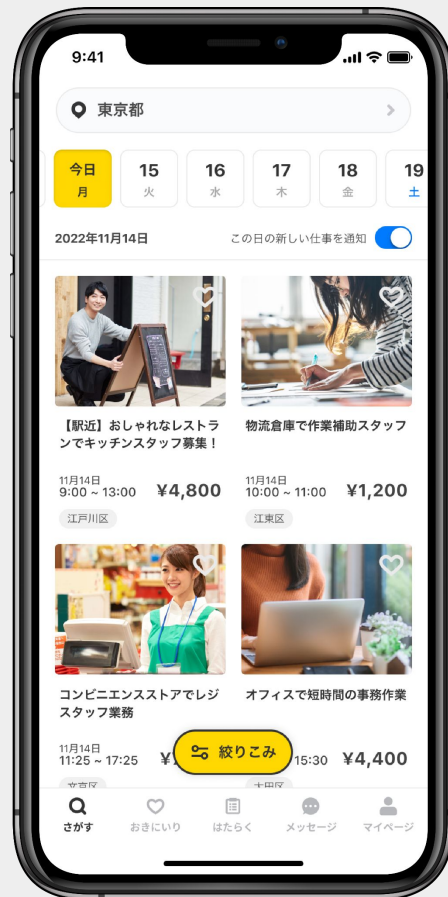 9:41
東京都
今日
月
15
火
16
水
17
木
18
金
19
土
2022年11月14日
この日の新しい仕事を通知
【駅近】おしゃれなレストラ
ンでキッチンスタッフ募集！
11月14日
9:00 ~ 13:00 ¥4,800
江戸川区
物流倉庫で作業補助スタッフ
11月14日
10:00 ~ 11:00 ¥1,200
江東区
コンビニエンスストアでレジ
スタッフ業務
11月14日
11:25 ~ 17:25 ¥
文京区
オフィスで短時間の事務作業
15:30 ¥4,400
大田区
絞りこみ
さがす
おきにいり
はたらく
メッセージ
マイページ